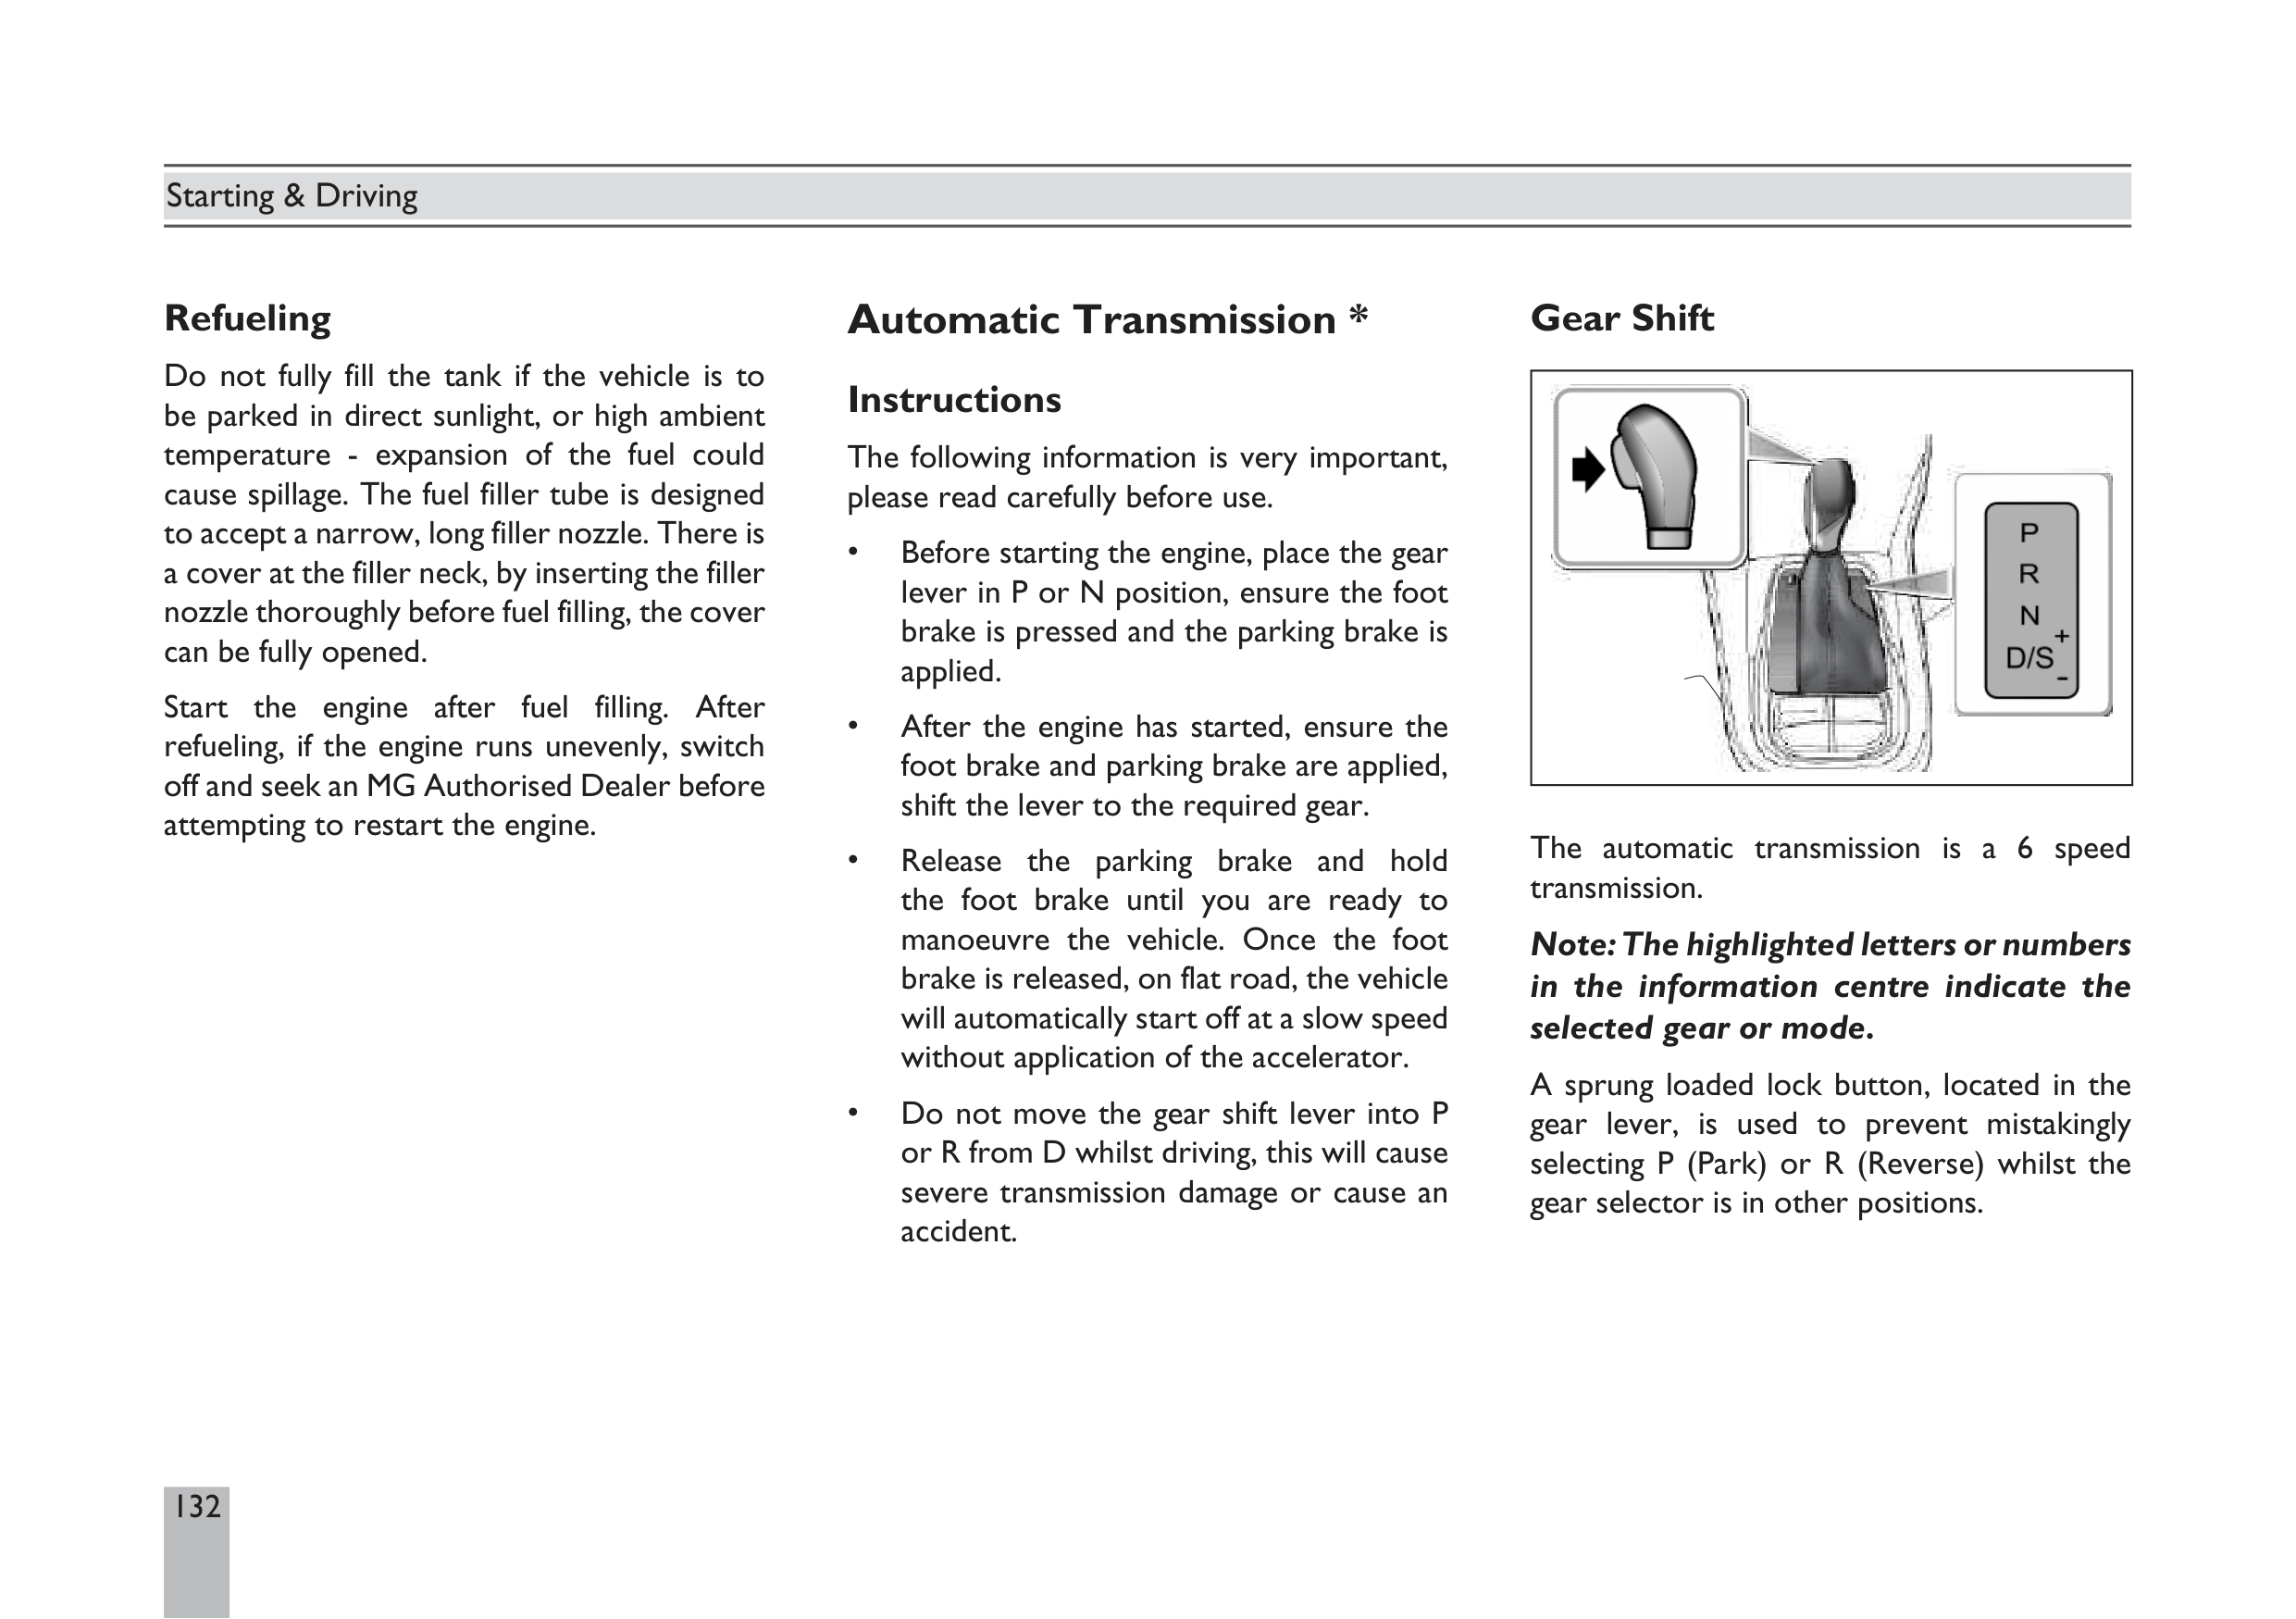 Starting & Driving
Refueling
Do not fully fill the tank if the vehicle is to
be parked in direct sunlight, or high ambient
temperature - expansion of the fuel could
cause spillage. The fuel filler tube is designed
to accept a narrow, long filler nozzle. There is
a cover at the filler neck, by inserting the filler
nozzle thoroughly before fuel filling, the cover
can be fully opened.
Start the engine after fuel filling. After
refueling, if the engine runs unevenly, switch
off and seek an MG Authorised Dealer before
attempting to restart the engine.
Automatic Transmission *
Instructions
The following information is very important,
please read carefully before use.
• Before starting the engine, place the gear
lever in P or N position, ensure the foot
brake is pressed and the parking brake is
applied.
• After the engine has started, ensure the
foot brake and parking brake are applied,
shift the lever to the required gear.
• Release the parking brake and hold
the foot brake until you are ready to
manoeuvre the vehicle. Once the foot
brake is released, on flat road, the vehicle
will automatically start off at a slow speed
without application of the accelerator.
• Do not move the gear shift lever into P
or R from D whilst driving, this will cause
severe transmission damage or cause an
accident.
Gear Shift
P
R
N
+
D/S
-
The automatic transmission is a 6 speed
transmission.
Note: The highlighted letters or numbers
in the information centre indicate the
selected gear or mode.
A sprung loaded lock button, located in the
gear lever, is used to prevent mistakingly
selecting P (Park) or R (Reverse) whilst the
gear selector is in other positions.
132